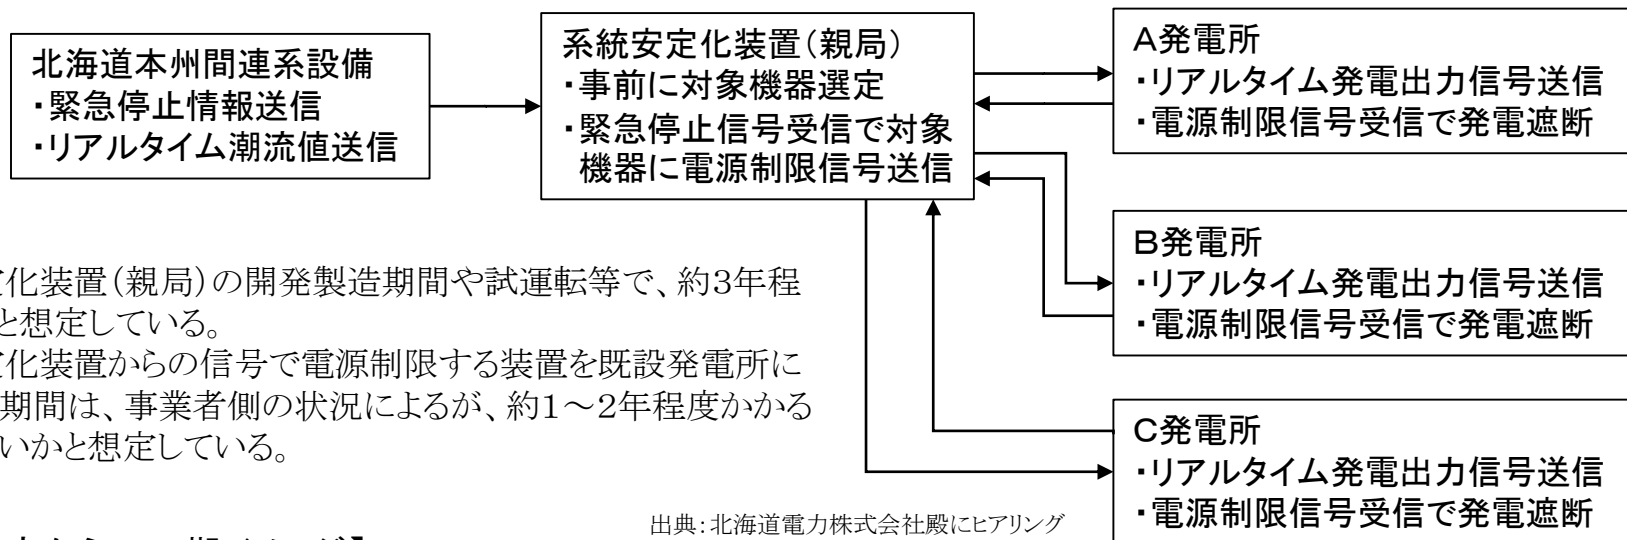 北海道本州間連系設備
・緊急停止情報送信
・リアルタイム潮流値送信
系統安定化装置（親局）
・事前に対象機器選定
・緊急停止信号受信で対象
機器に電源制限信号送信
A発電所
・リアルタイム発電出力信号送信
・電源制限信号受信で発電遮断
B発電所
・リアルタイム発電出力信号送信
・電源制限信号受信で発電遮断
C発電所
・リアルタイム発電出力信号送信
・電源制限信号受信で発電遮断
化装置（親局）の開発製造期間や試運転等で、約3年程
と想定している。
化装置からの信号で電源制限する装置を既設発電所に
期間は、事業者側の状況によるが、約1～2年程度かかる
いかと想定している。
出典：北海道電力株式会社殿にヒアリング